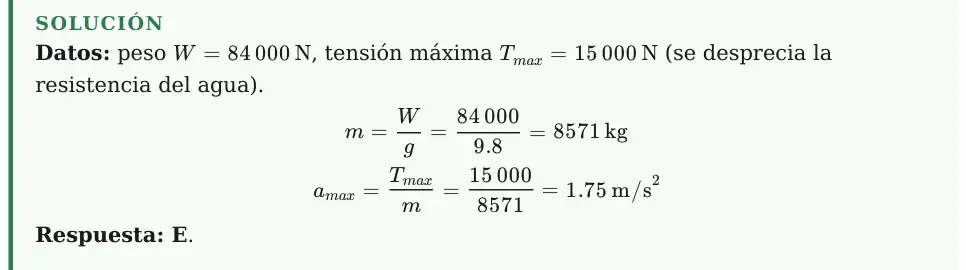 SOLUCIÓN
Datos: peso W = 84 000 N, tensión máxima T_max = 15 000 N (se desprecia la
resistencia del agua).
m = W/g = 84 000/9.8 = 8571 kg
a_max = T_max/m = 15 000/8571 = 1.75 m/s²
Respuesta: E.